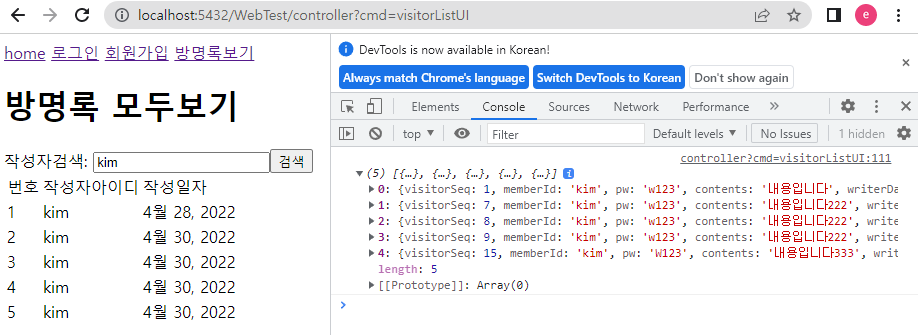 localhost:5432/WebTest/controller?cmd=visitorListUI
e
home 로그인 회원가입 방명록보기
방명록 모두보기
작성자검색: kim 검색
번호 작성자아이디 작성일자
1 kim 4월 28, 2022
2 kim 4월 30, 2022
3 kim 4월 30, 2022
4 kim 4월 30, 2022
5 kim 4월 30, 2022
DevTools is now available in Korean!
Always match Chrome's language Switch DevTools to Korean Don't show again
Elements Console Sources Network Performance »
top ▼ Filter Default levels ▼ No Issues 1 hidden
controller?cmd=visitorListUI:111
▼ (5) [{…}, {…}, {…}, {…}, {…}] i
▶ 0: {visitorSeq: 1, memberId: 'kim', pw: 'w123', contents: '내용입니다', writerDa
▶ 1: {visitorSeq: 7, memberId: 'kim', pw: 'w123', contents: '내용입니다222', write
▶ 2: {visitorSeq: 8, memberId: 'kim', pw: 'w123', contents: '내용입니다222', write
▶ 3: {visitorSeq: 9, memberId: 'kim', pw: 'w123', contents: '내용입니다222', write
▶ 4: {visitorSeq: 15, memberId: 'kim', pw: 'W123', contents: '내용입니다333', write
length: 5
▶ [[Prototype]]: Array(0)